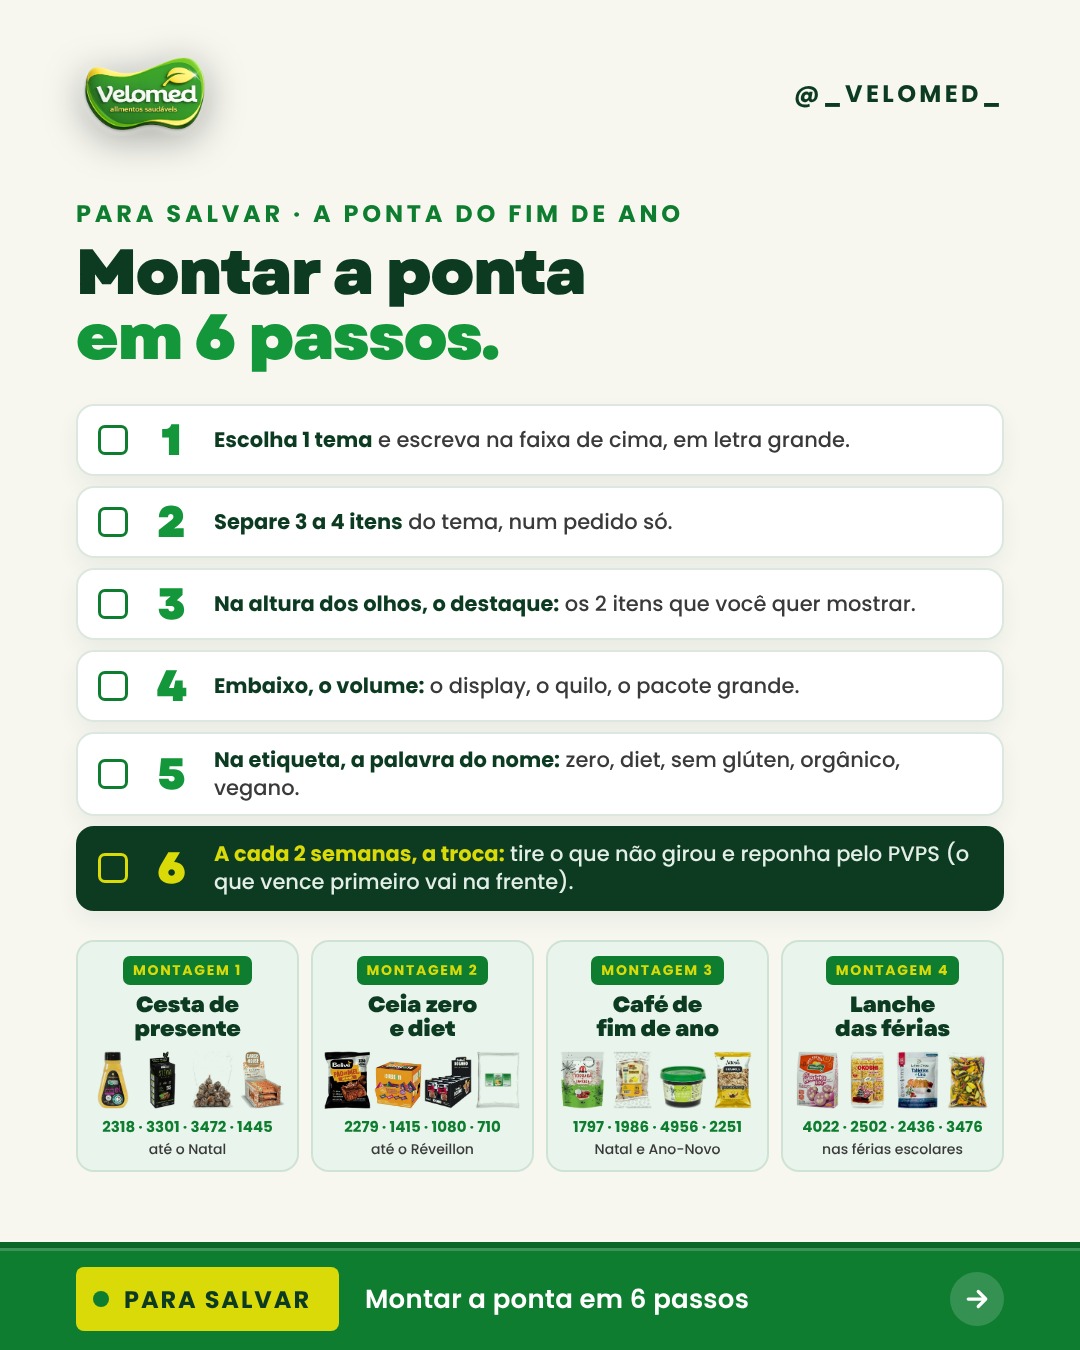 Velomed
alimentos saudáveis
@_VELOMED_
PARA SALVAR · A PONTA DO FIM DE ANO
Montar a ponta
em 6 passos.
1 Escolha 1 tema e escreva na faixa de cima, em letra grande.
2 Separe 3 a 4 itens do tema, num pedido só.
3 Na altura dos olhos, o destaque: os 2 itens que você quer mostrar.
4 Embaixo, o volume: o display, o quilo, o pacote grande.
5 Na etiqueta, a palavra do nome: zero, diet, sem glúten, orgânico,
vegano.
6 A cada 2 semanas, a troca: tire o que não girou e reponha pelo PVPS (o
que vence primeiro vai na frente).
MONTAGEM 1
Cesta de
presente
2318 · 3301 · 3472 · 1445
até o Natal
MONTAGEM 2
Ceia zero
e diet
Belive
2279 · 1415 · 1080 · 710
até o Réveillon
MONTAGEM 3
Café de
fim de ano
1797 · 1986 · 4956 · 2251
Natal e Ano-Novo
MONTAGEM 4
Lanche
das férias
4022 · 2502 · 2436 · 3476
nas férias escolares
PARA SALVAR
Montar a ponta em 6 passos